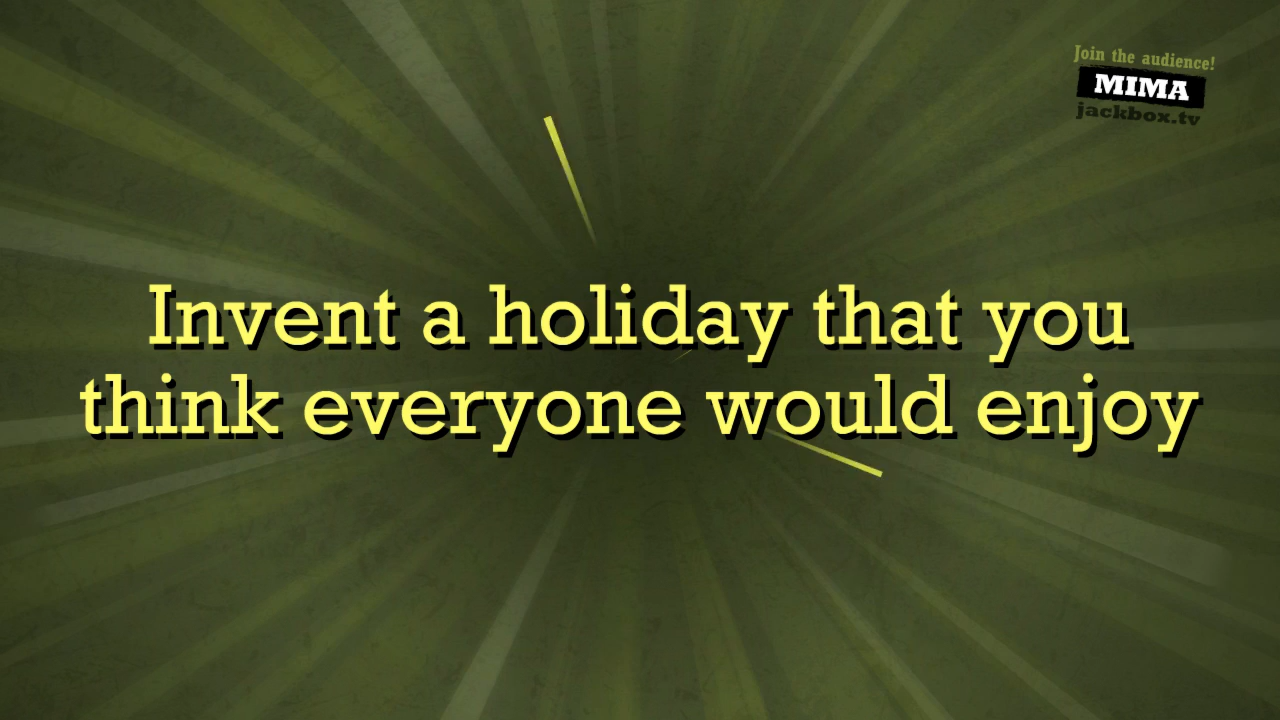 Join the audience!
MIMA
jackbox.tv
Invent a holiday that you
think everyone would enjoy